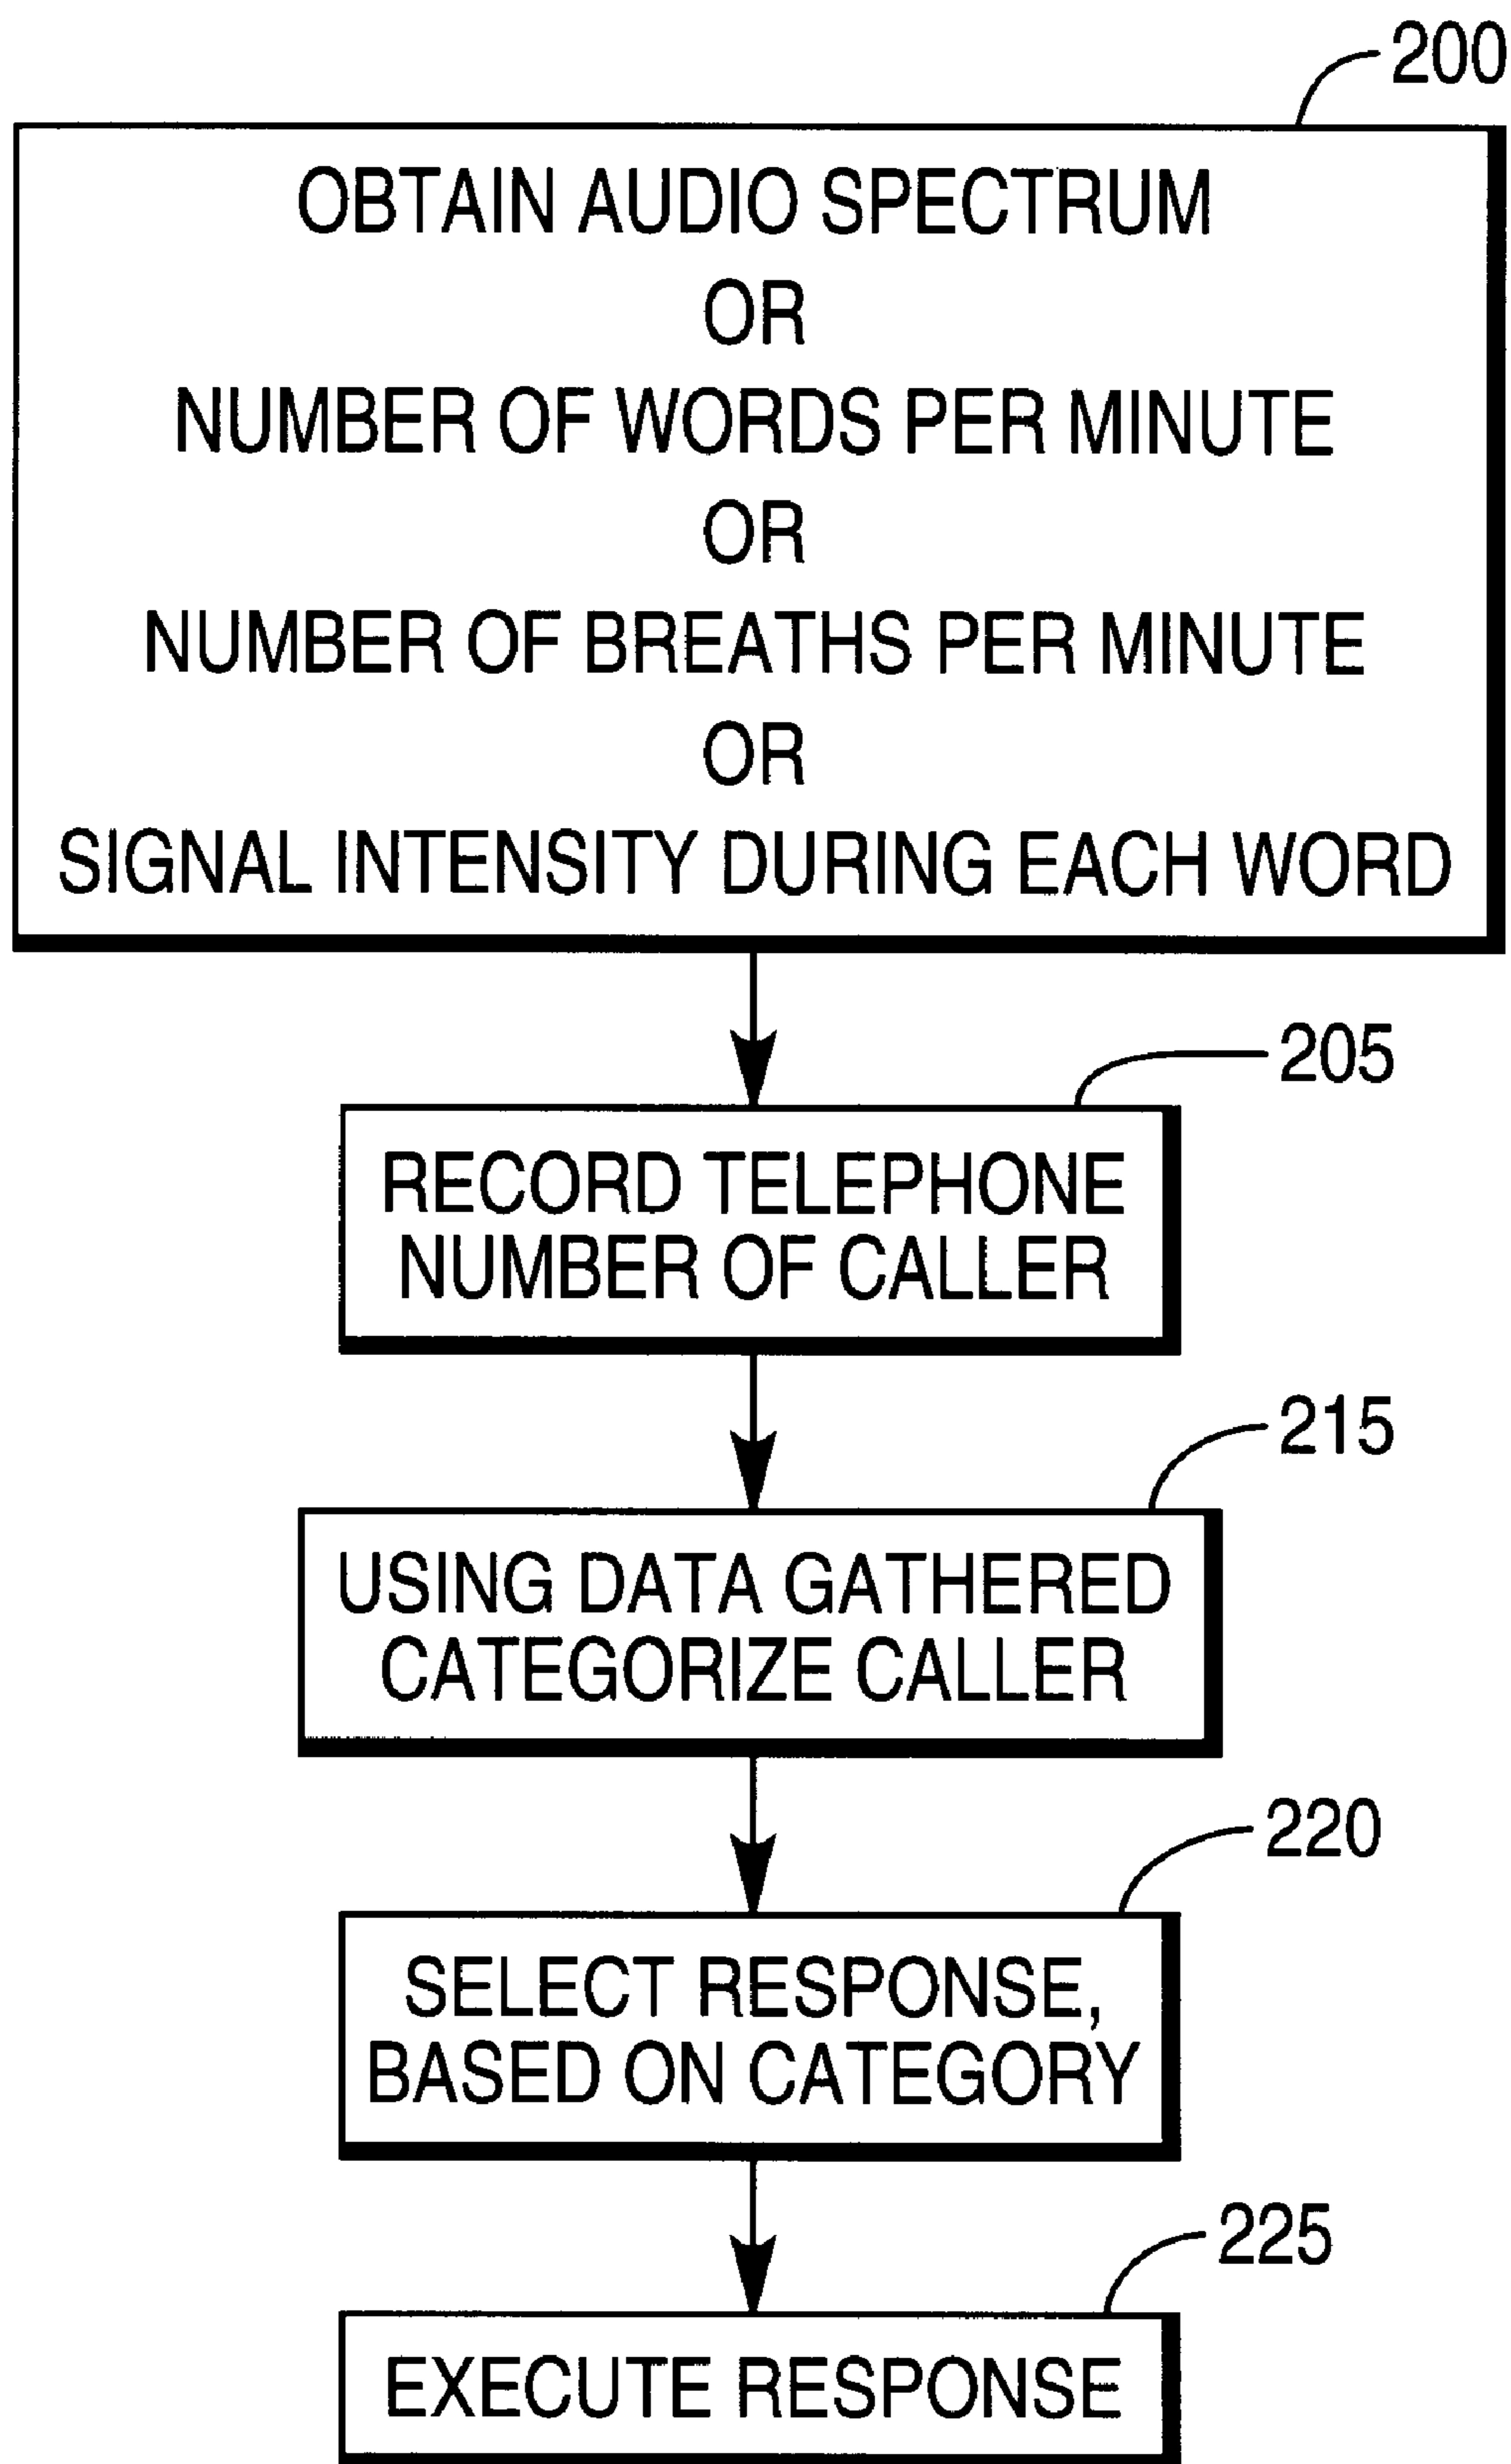 200
OBTAIN AUDIO SPECTRUM
OR
NUMBER OF WORDS PER MINUTE
OR
NUMBER OF BREATHS PER MINUTE
OR
SIGNAL INTENSITY DURING EACH WORD
205
RECORD TELEPHONE
NUMBER OF CALLER
215
USING DATA GATHERED
CATEGORIZE CALLER
220
SELECT RESPONSE,
BASED ON CATEGORY
225
EXECUTE RESPONSE